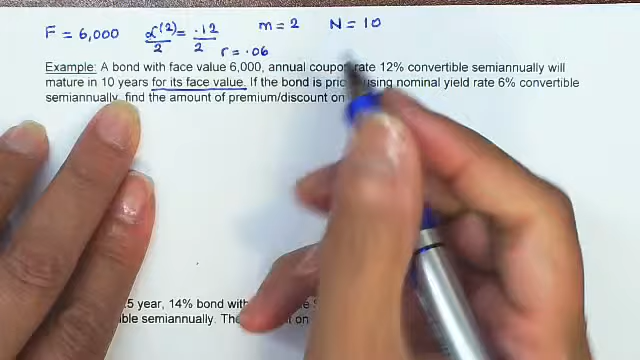 F = 6,000 α⁽²⁾/2 = .12/2 m = 2 N = 10
r = .06
Example: A bond with face value 6,000, annual coupon rate 12% convertible semiannually will
mature in 10 years for its face value. If the bond is using nominal yield rate 6% convertible
semiannually, find the amount of premium/discount on
5 year, 14% bond with
semiannually.